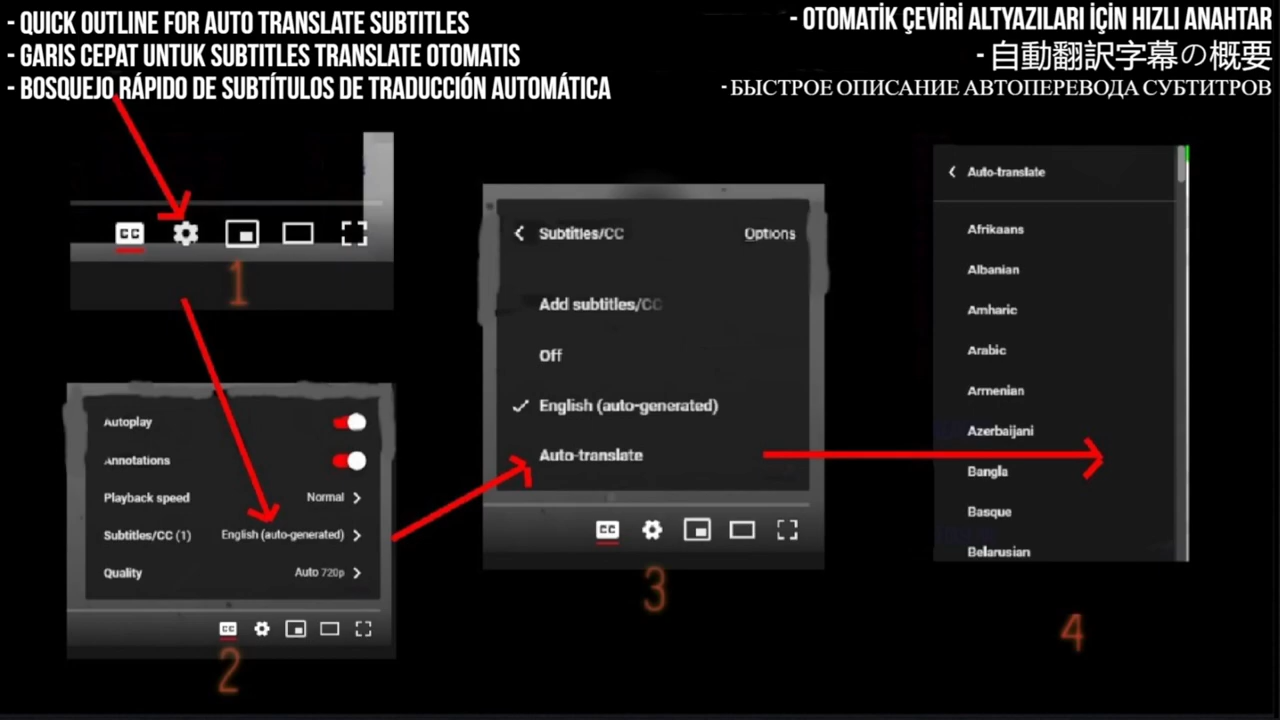 - QUICK OUTLINE FOR AUTO TRANSLATE SUBTITLES
- GARIS CEPAT UNTUK SUBTITLES TRANSLATE OTOMATIS
- BOSQUEJO RÁPIDO DE SUBTÍTULOS DE TRADUCCIÓN AUTOMÁTICA
- OTOMATİK ÇEVİRİ ALTYAZILARI İÇİN HIZLI ANAHTAR
- 自動翻訳字幕の概要
- БЫСТРОЕ ОПИСАНИЕ АВТОПЕРЕВОДА СУБТИТРОВ
CC
1
Autoplay
Annotations
Playback speed Normal
Subtitles/CC (1) English (auto-generated)
Quality Auto 720p
CC
2
Subtitles/CC Options
Add subtitles/CC
Off
English (auto-generated)
Auto-translate
CC
3
Auto-translate
Afrikaans
Albanian
Amharic
Arabic
Armenian
Azerbaijani
Bangla
Basque
Belarusian
4